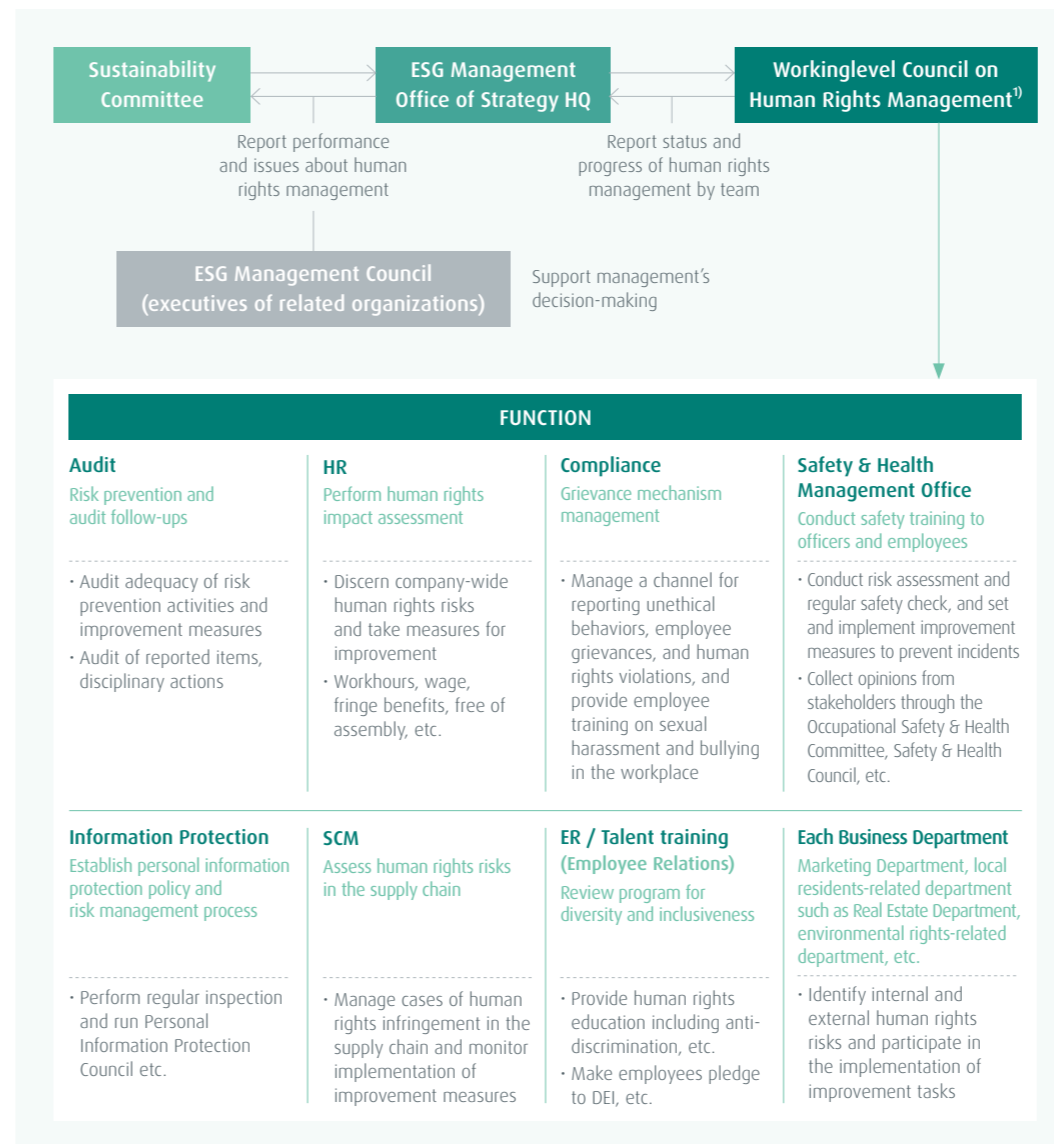 Sustainability
Committee
ESG Management
Office of Strategy HQ
Workinglevel Council on
Human Rights Management1)
Report performance
and issues about human
rights management
Report status and
progress of human rights
management by team
ESG Management Council
(executives of related organizations)
Support management's
decision-making
FUNCTION
Audit
Risk prevention and
audit follow-ups
· Audit adequacy of risk
prevention activities and
improvement measures
· Audit of reported items,
disciplinary actions
HR
Perform human rights
impact assessment
· Discern company-wide
human rights risks
and take measures for
improvement
· Workhours, wage,
fringe benefits, free of
assembly, etc.
Compliance
Grievance mechanism
management
· Manage a channel for
reporting unethical
behaviors, employee
grievances, and human
rights violations, and
provide employee
training on sexual
harassment and bullying
in the workplace
Safety & Health
Management Office
Conduct safety training to
officers and employees
· Conduct risk assessment and
regular safety check, and set
and implement improvement
measures to prevent incidents
· Collect opinions from
stakeholders through the
Occupational Safety & Health
Committee, Safety & Health
Council, etc.
Information Protection
Establish personal information
protection policy and
risk management process
· Perform regular inspection
and run Personal
Information Protection
Council etc.
SCM
Assess human rights risks
in the supply chain
· Manage cases of human
rights infringement in the
supply chain and monitor
implementation of
improvement measures
ER / Talent training
(Employee Relations)
Review program for
diversity and inclusiveness
· Provide human rights
education including anti-
discrimination, etc.
· Make employees pledge
to DEI, etc.
Each Business Department
Marketing Department, local
residents-related department
such as Real Estate Department,
environmental rights-related
department, etc.
· Identify internal and
external human rights
risks and participate in
the implementation of
improvement tasks